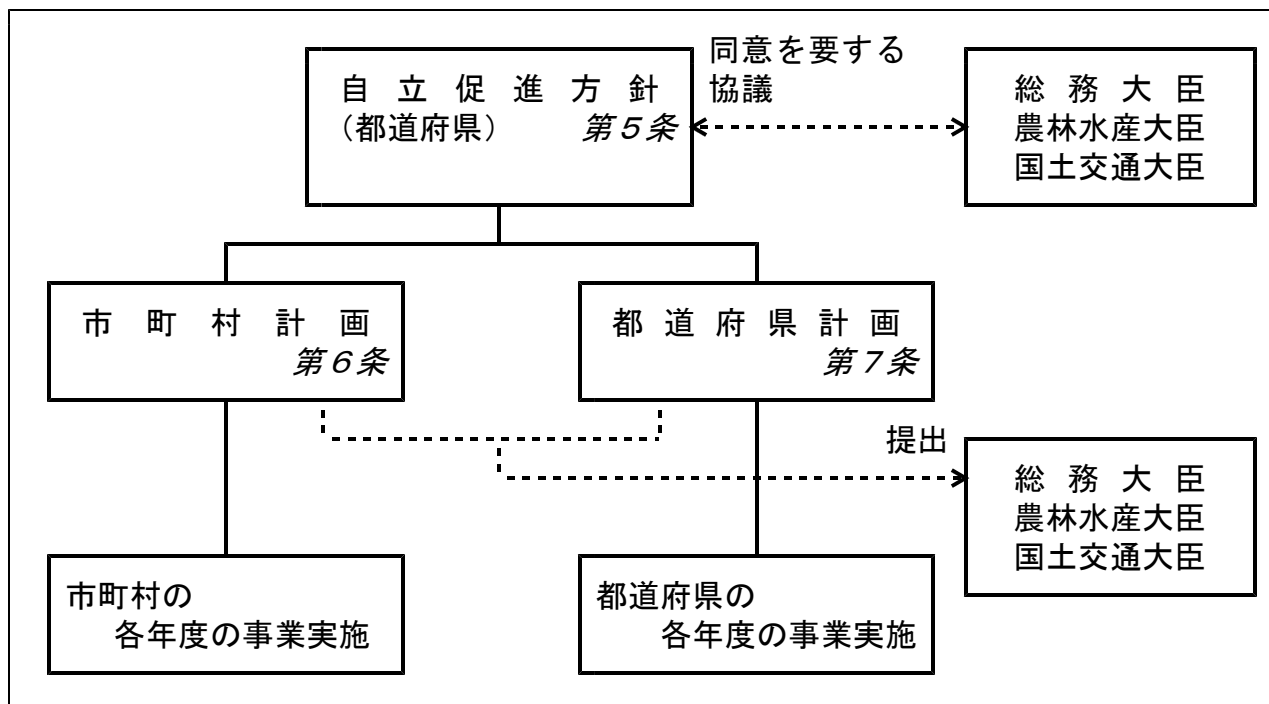 自立促進方針
（都道府県） 第５条
同意を要する
協議
総務大臣
農林水産大臣
国土交通大臣
市町村計画
第６条
都道府県計画
第７条
提出
総務大臣
農林水産大臣
国土交通大臣
市町村の
各年度の事業実施
都道府県の
各年度の事業実施